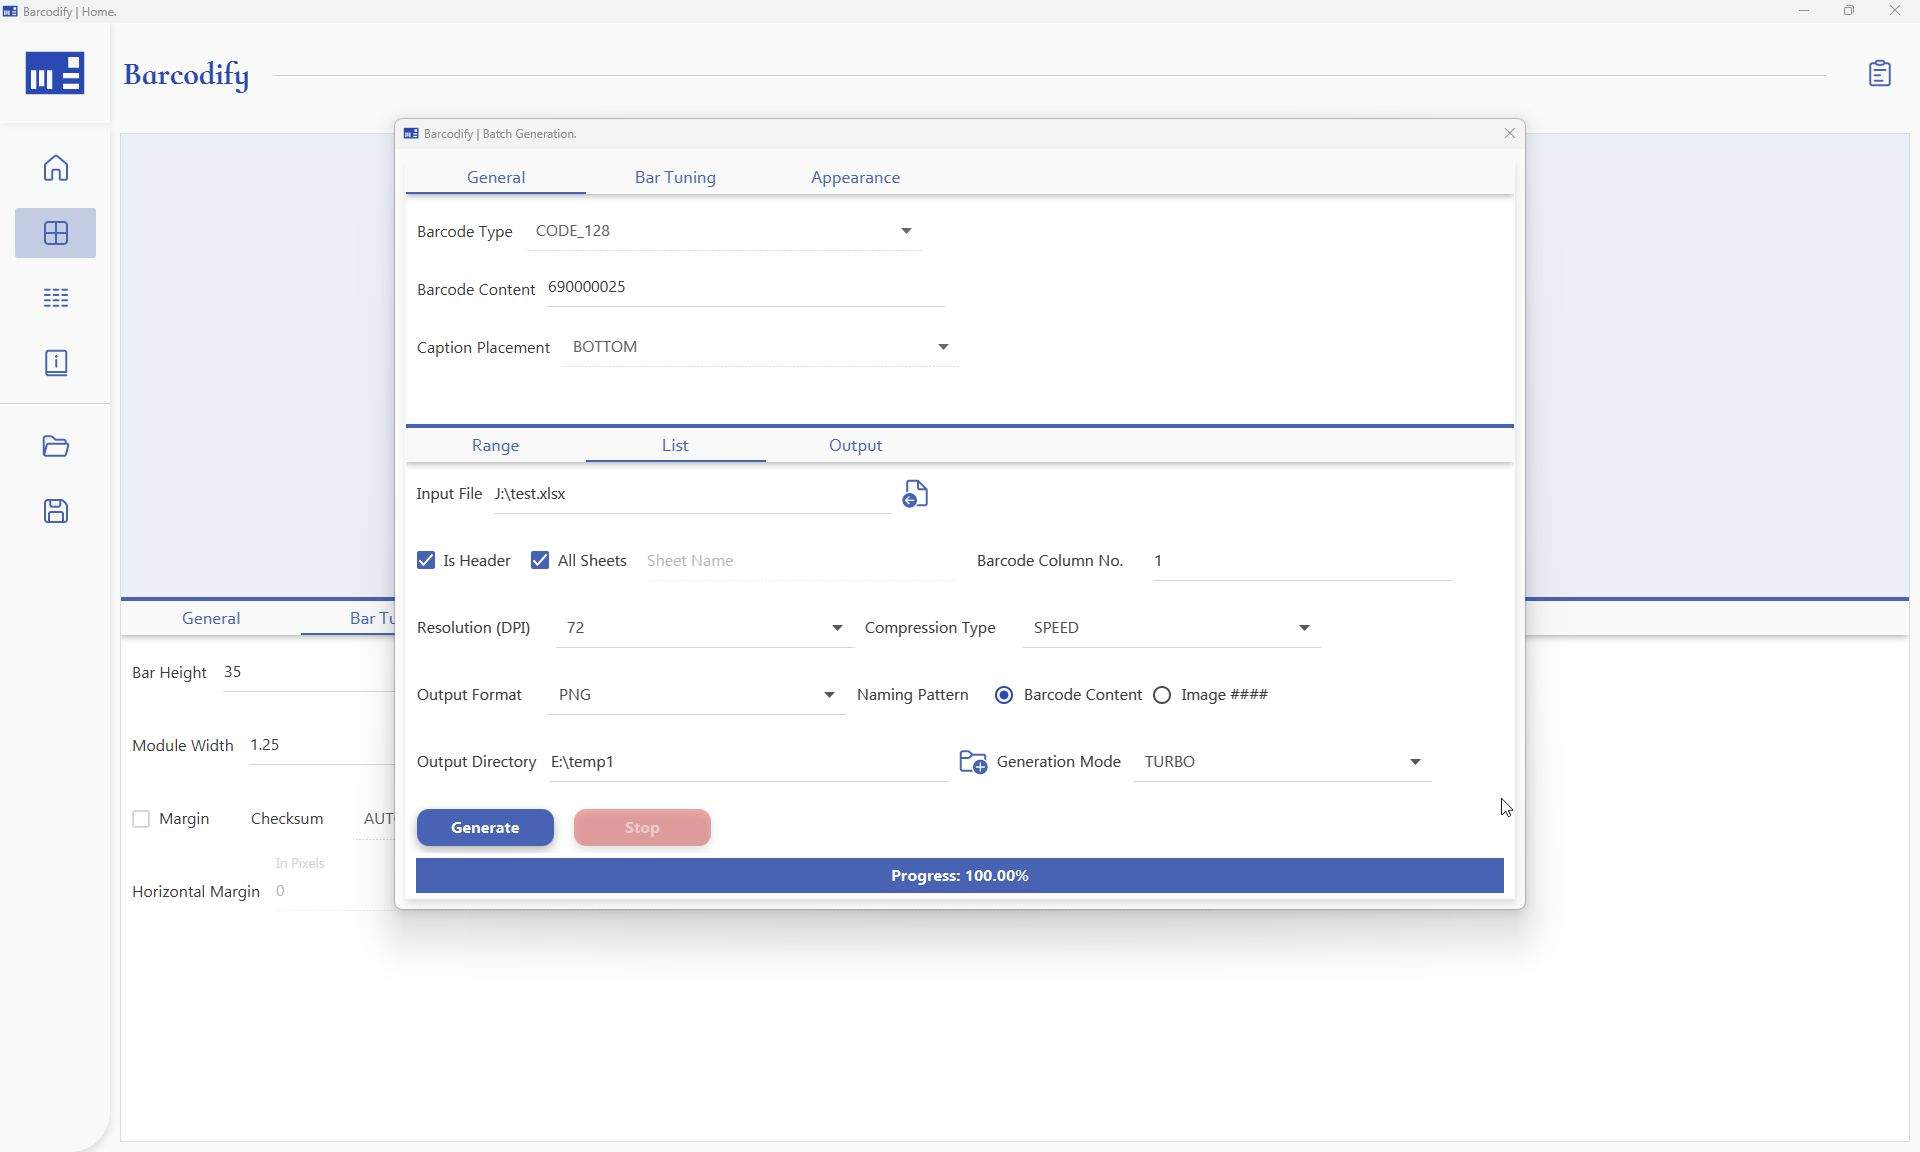 Barcodify | Home.
Barcodify
Barcodify | Batch Generation.
General Bar Tuning Appearance
Barcode Type CODE_128
Barcode Content 690000025
Caption Placement BOTTOM
Range List Output
Input File J:\test.xlsx
Is Header All Sheets Sheet Name Barcode Column No. 1
Resolution (DPI) 72 Compression Type SPEED
Output Format PNG Naming Pattern Barcode Content Image ####
Output Directory E:\temp1 Generation Mode TURBO
Generate Stop
Progress: 100.00%
General Bar Tu
Bar Height 35
Module Width 1.25
Margin Checksum AUT
In Pixels
Horizontal Margin 0